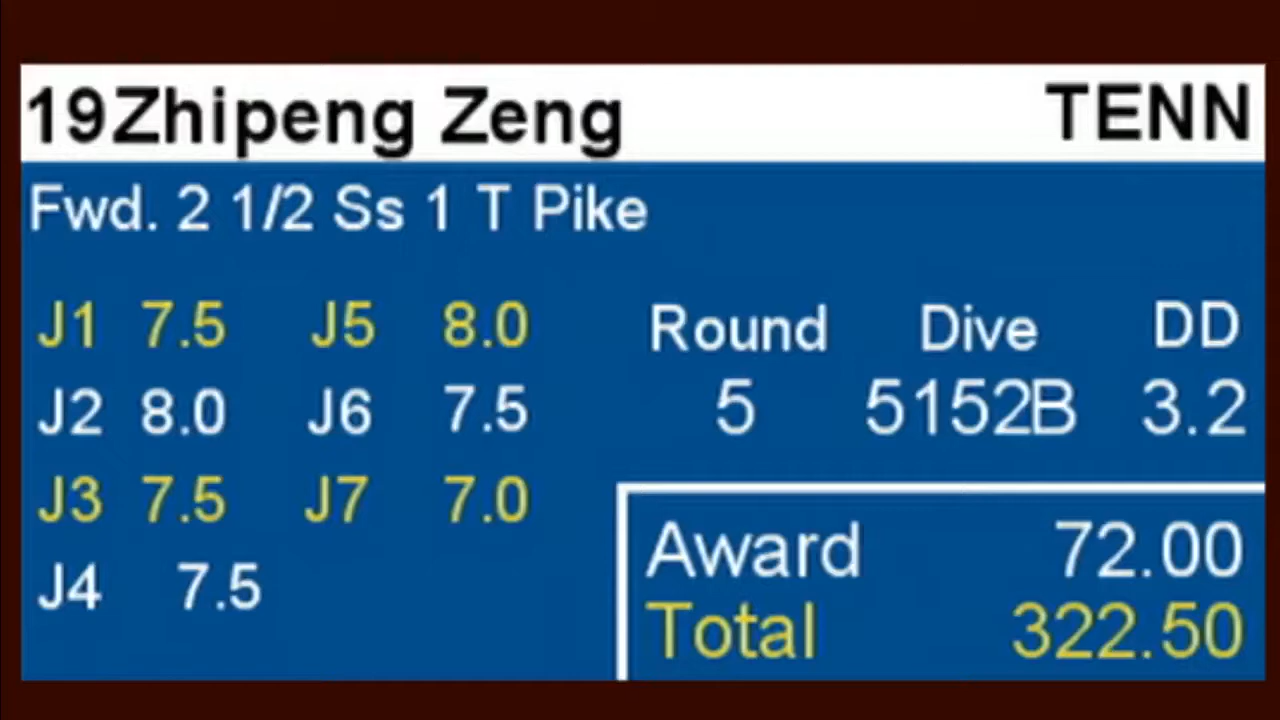 19 Zhipeng Zeng TENN
Fwd. 2 1/2 Ss 1 T Pike
J1 7.5 J5 8.0 Round Dive DD
J2 8.0 J6 7.5 5 5152B 3.2
J3 7.5 J7 7.0
Award 72.00
J4 7.5
Total 322.50